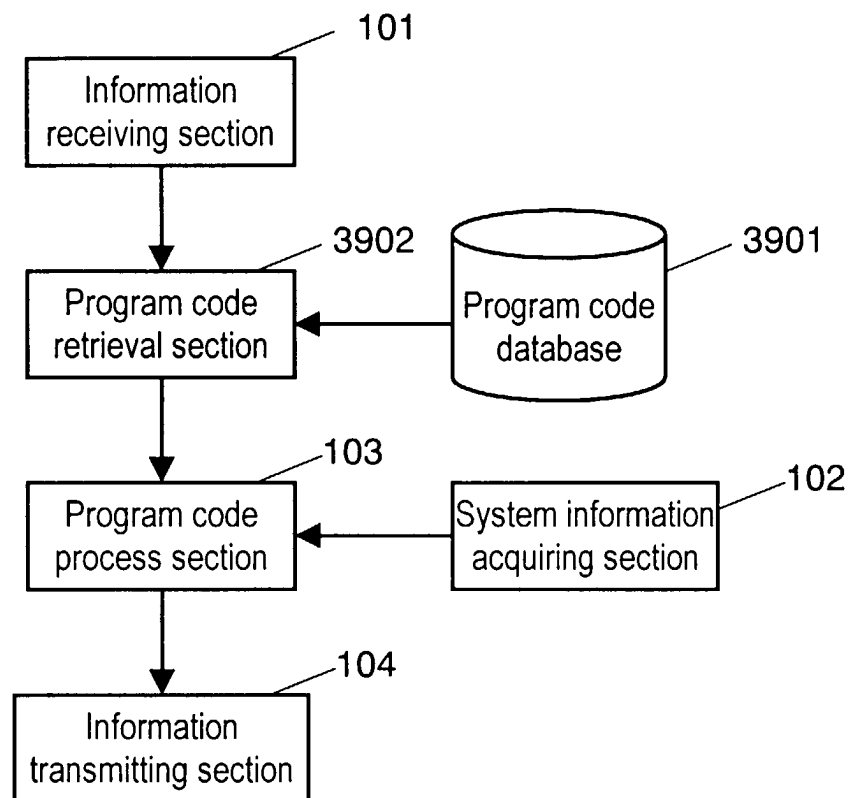 101
Information
receiving section
3902
3901
Program code
retrieval section
Program code
database
103
102
Program code
process section
System information
acquiring section
104
Information
transmitting section